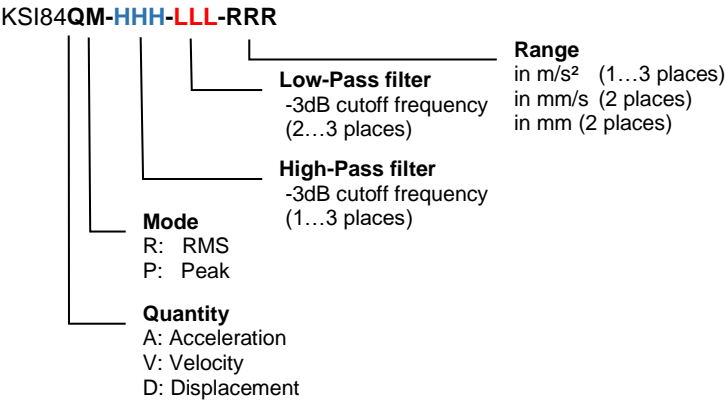 KSI84QM-HHH-LLL-RRR
Range
in m/s² (1…3 places)
in mm/s (2 places)
in mm (2 places)
Low-Pass filter
-3dB cutoff frequency
(2…3 places)
High-Pass filter
-3dB cutoff frequency
(1…3 places)
Mode
R: RMS
P: Peak
Quantity
A: Acceleration
V: Velocity
D: Displacement